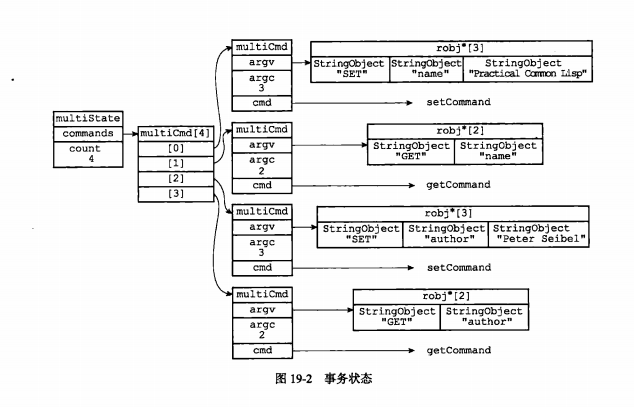 multiState
commands
count
4
multiCmd[4]
[0]
[1]
[2]
[3]
multiCmd
argv
argc
3
cmd
robj*[3]
StringObject "SET"
StringObject "name"
StringObject "Practical Common Lisp"
setCommand
multiCmd
argv
argc
2
cmd
robj*[2]
StringObject "GET"
StringObject "name"
getCommand
multiCmd
argv
argc
3
cmd
robj*[3]
StringObject "SET"
StringObject "author"
StringObject "Peter Seibel"
setCommand
multiCmd
argv
argc
2
cmd
robj*[2]
StringObject "GET"
StringObject "author"
getCommand
图 19-2 事务状态